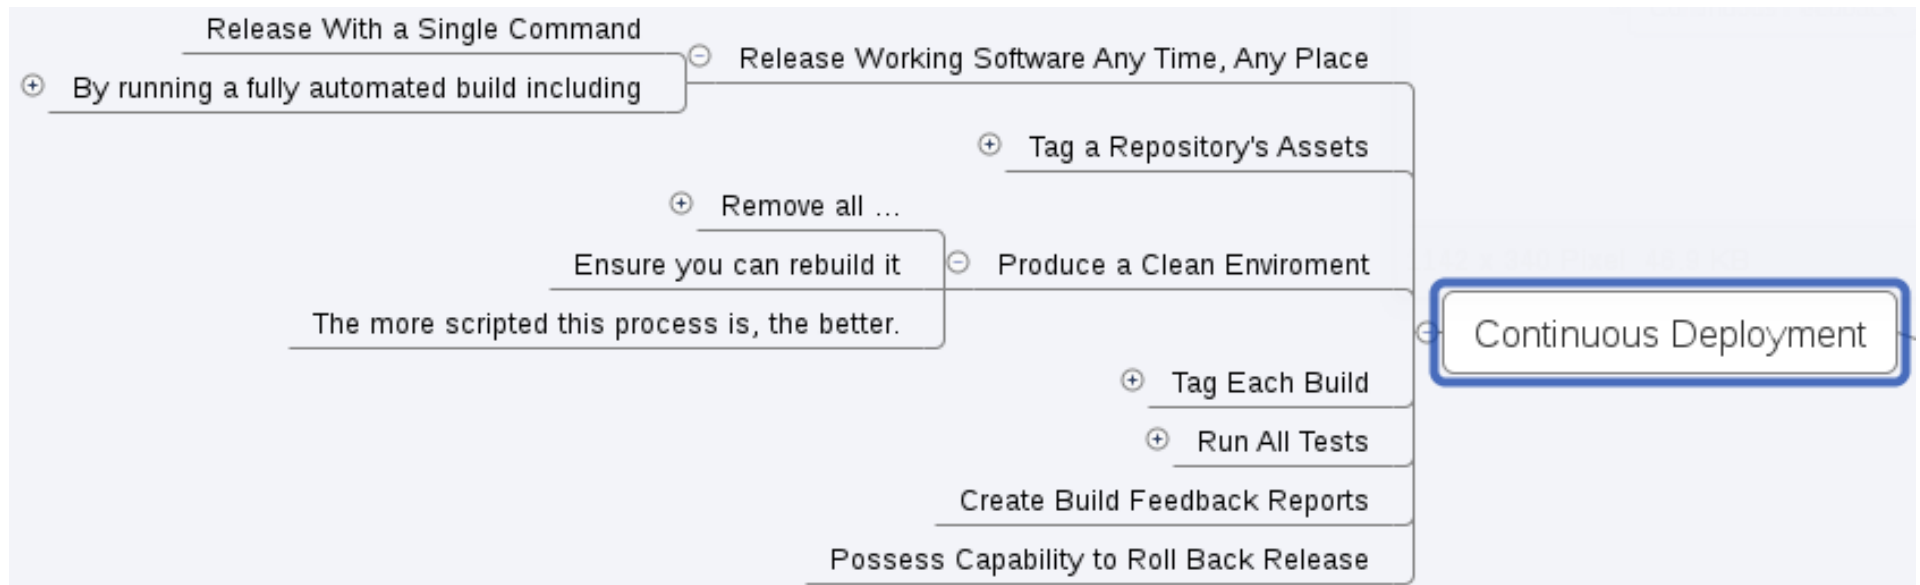 Release With a Single Command
Release Working Software Any Time, Any Place
By running a fully automated build including
Tag a Repository's Assets
Remove all ...
Ensure you can rebuild it
Produce a Clean Enviroment
The more scripted this process is, the better.
Continuous Deployment
Tag Each Build
Run All Tests
Create Build Feedback Reports
Possess Capability to Roll Back Release